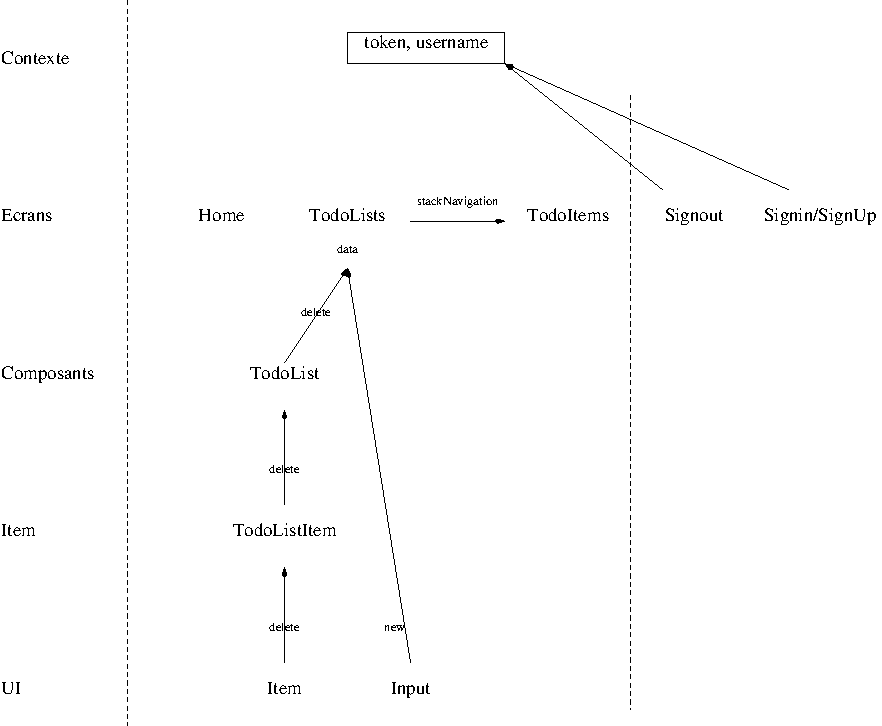 token, username
Contexte
stackNavigation
Ecrans Home TodoLists TodoItems Signout Signin/SignUp
data
delete
Composants TodoList
delete
Item TodoListItem
delete new
UI Item Input